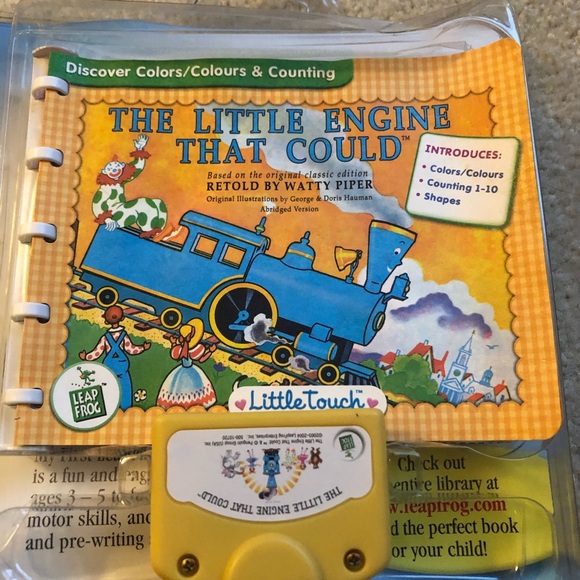 Discover Colors/Colours & Counting
THE LITTLE ENGINE
THAT COULD™
Based on the original classic edition
RETOLD BY WATTY PIPER
Original Illustrations by George & Doris Hauman
Abridged Version
INTRODUCES:
• Colors/Colours
• Counting 1-10
• Shapes
LEAP
FROG
LittleTouch™
THE LITTLE ENGINE THAT COULD
is a fun and
ages 3 – 5 to
motor skills, and
and pre-writing
Check out
entire library at
www.leapfrog.com
d the perfect book
or your child!